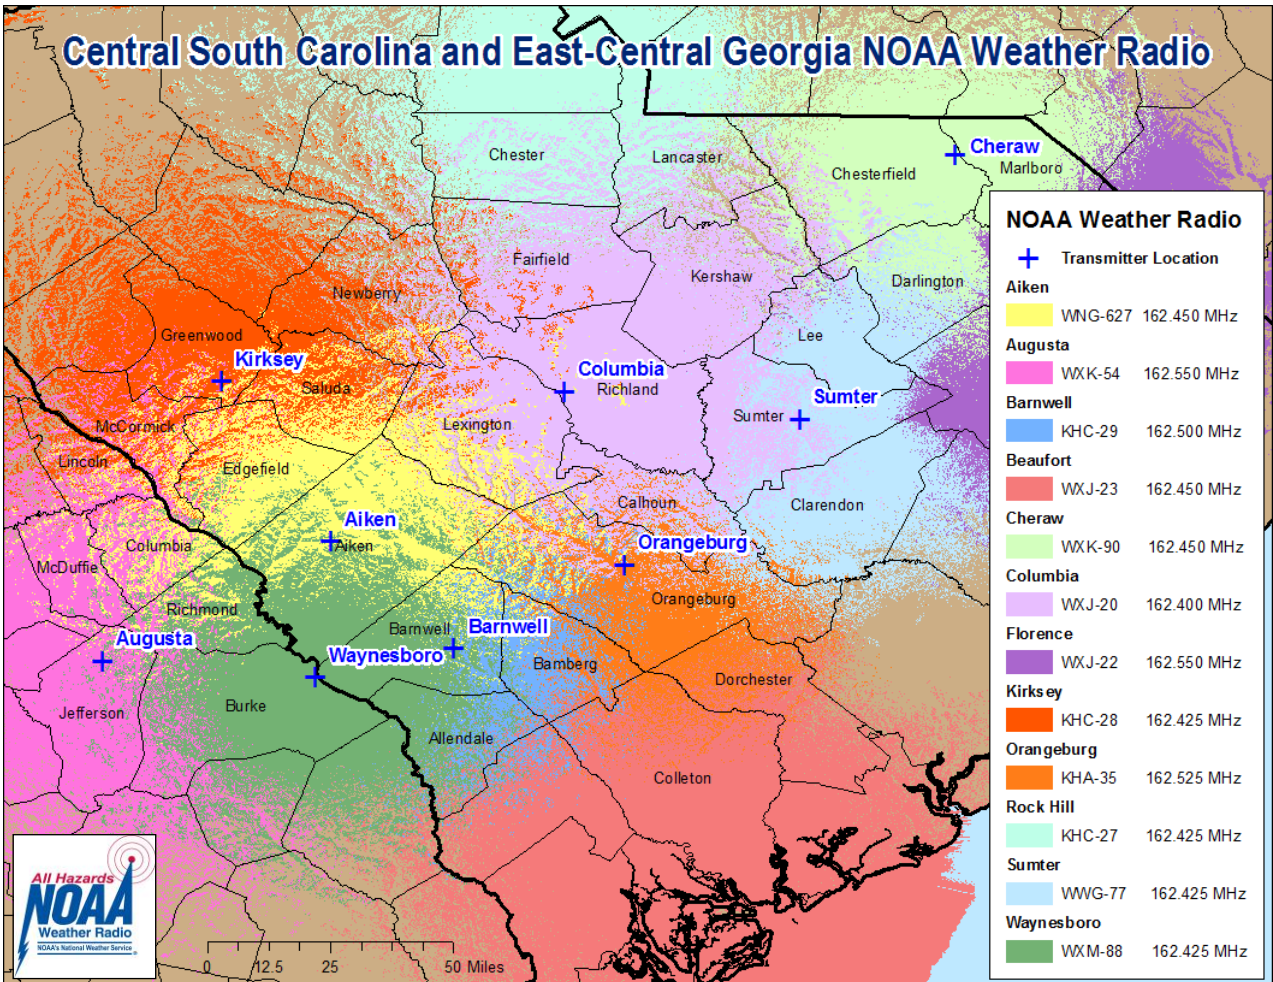 Central South Carolina and East-Central Georgia NOAA Weather Radio
Chester
Lancaster
Chesterfield
Cheraw
Marlboro
Fairfield
Kershaw
Darlington
Newberry
Greenwood
Lee
Kirksey
Columbia
Saluda
Richland
Sumter
Sumter
McCormick
Lexington
Lincoln
Edgefield
Calhoun
Clarendon
Aiken
Aiken
Columbia
Orangeburg
McDuffie
Richmond
Orangeburg
Barnwell
Barnwell
Augusta
Waynesboro
Bamberg
Dorchester
Jefferson
Burke
Allendale
Colleton
NOAA Weather Radio
Transmitter Location
Aiken
WNG-627 162.450 MHz
Augusta
WXK-54 162.550 MHz
Barnwell
KHC-29 162.500 MHz
Beaufort
WXJ-23 162.450 MHz
Cheraw
WXK-90 162.450 MHz
Columbia
WXJ-20 162.400 MHz
Florence
WXJ-22 162.550 MHz
Kirksey
KHC-28 162.425 MHz
Orangeburg
KHA-35 162.525 MHz
Rock Hill
KHC-27 162.425 MHz
Sumter
WWG-77 162.425 MHz
Waynesboro
WXM-88 162.425 MHz
All Hazards
NOAA
Weather Radio
NOAA's National Weather Service
0 12.5 25 50 Miles